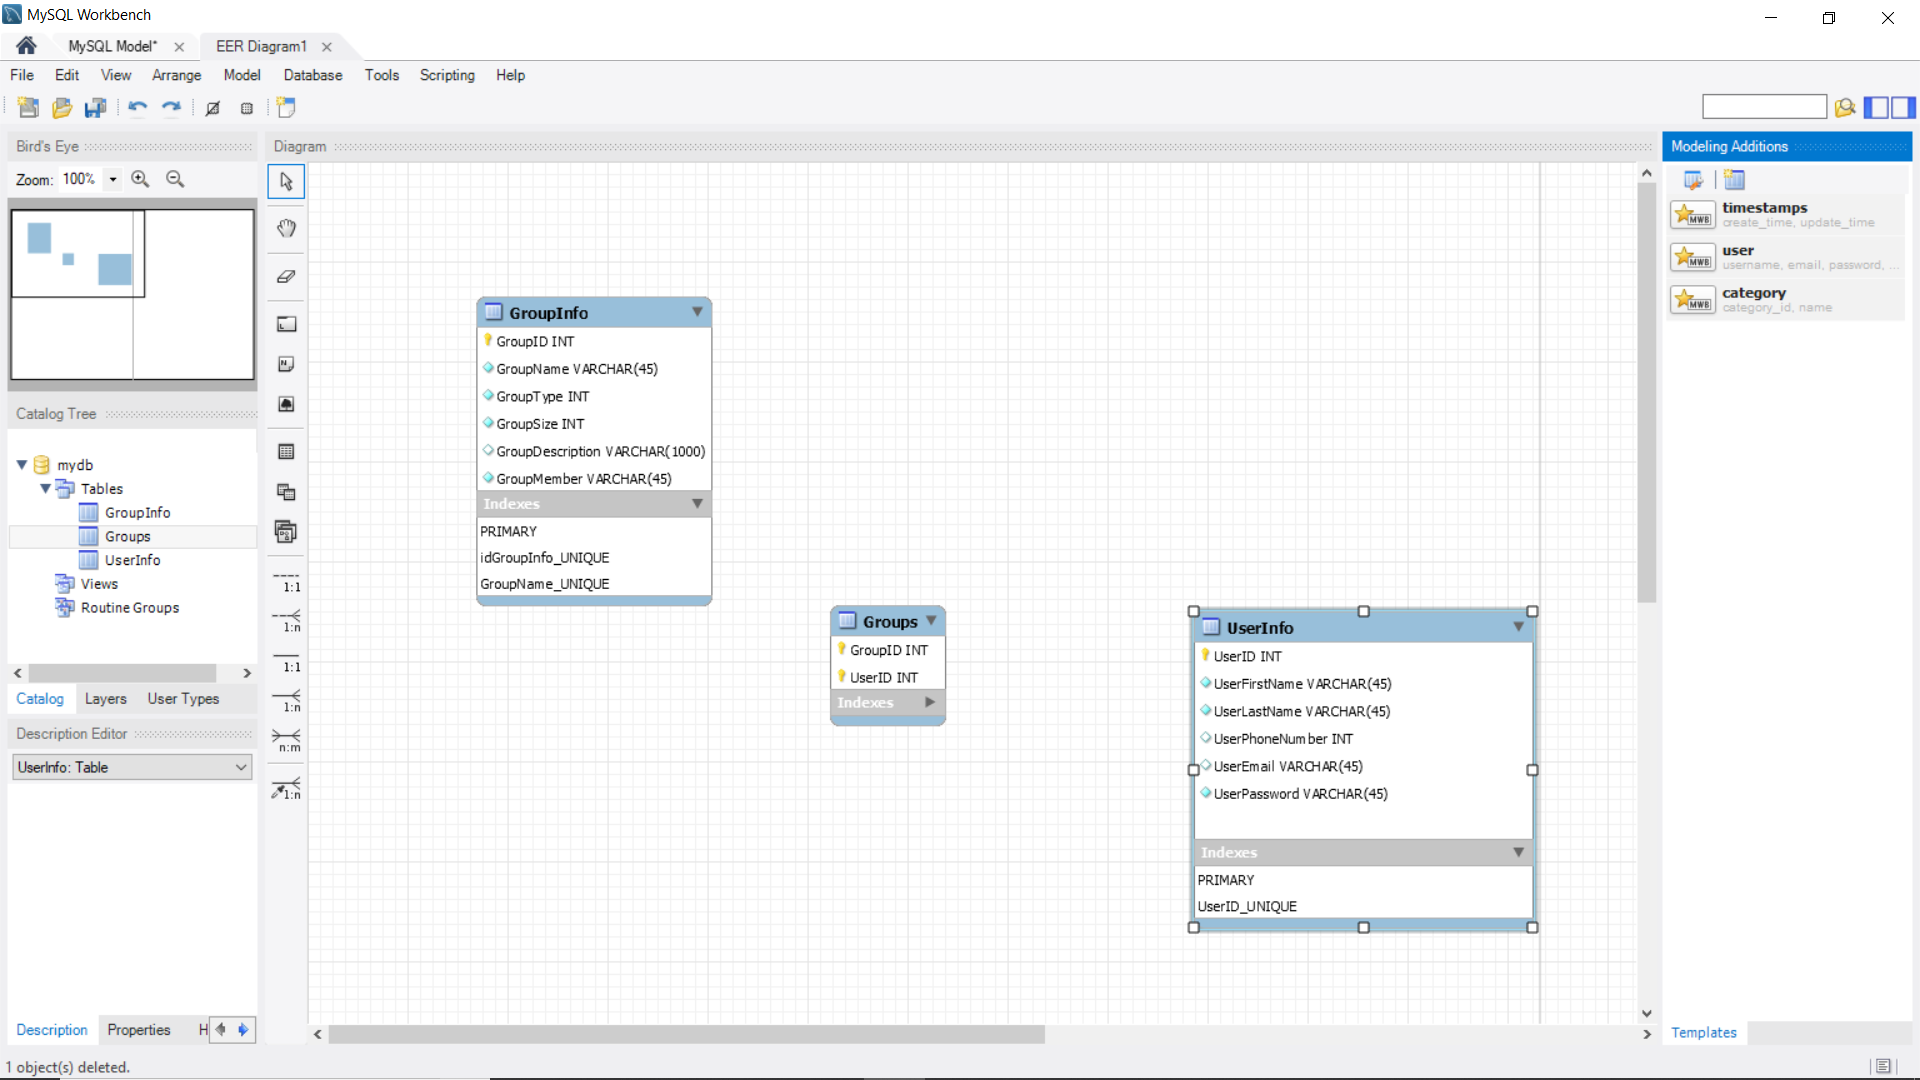 MySQL Workbench
MySQL Model* EER Diagram1
File Edit View Arrange Model Database Tools Scripting Help
Bird's Eye
Zoom: 100%
Catalog Tree
mydb
Tables
GroupInfo
Groups
UserInfo
Views
Routine Groups
Catalog Layers User Types
Description Editor
UserInfo: Table
Description Properties H
1 object(s) deleted.
Diagram
L
N
1:1
1:n
1:1
1:n
n:m
1:n
GroupInfo
GroupID INT
GroupName VARCHAR(45)
GroupType INT
GroupSize INT
GroupDescription VARCHAR(1000)
GroupMember VARCHAR(45)
Indexes
PRIMARY
idGroupInfo_UNIQUE
GroupName_UNIQUE
Groups
GroupID INT
UserID INT
Indexes
UserInfo
UserID INT
UserFirstName VARCHAR(45)
UserLastName VARCHAR(45)
UserPhoneNumber INT
UserEmail VARCHAR(45)
UserPassword VARCHAR(45)
Indexes
PRIMARY
UserID_UNIQUE
Modeling Additions
MWB
timestamps
create_time, update_time
MWB
user
username, email, password, ...
MWB
category
category_id, name
Templates